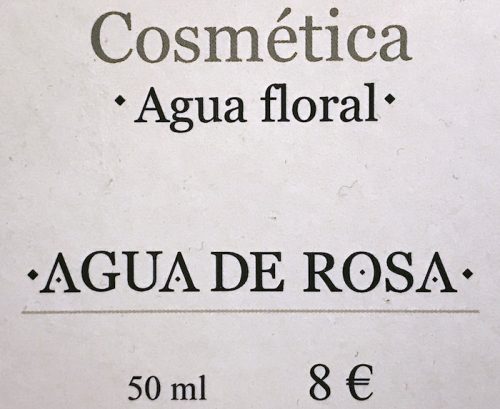 Cosmética
· Agua floral ·
· AGUA DE ROSA ·
50 ml 8 €